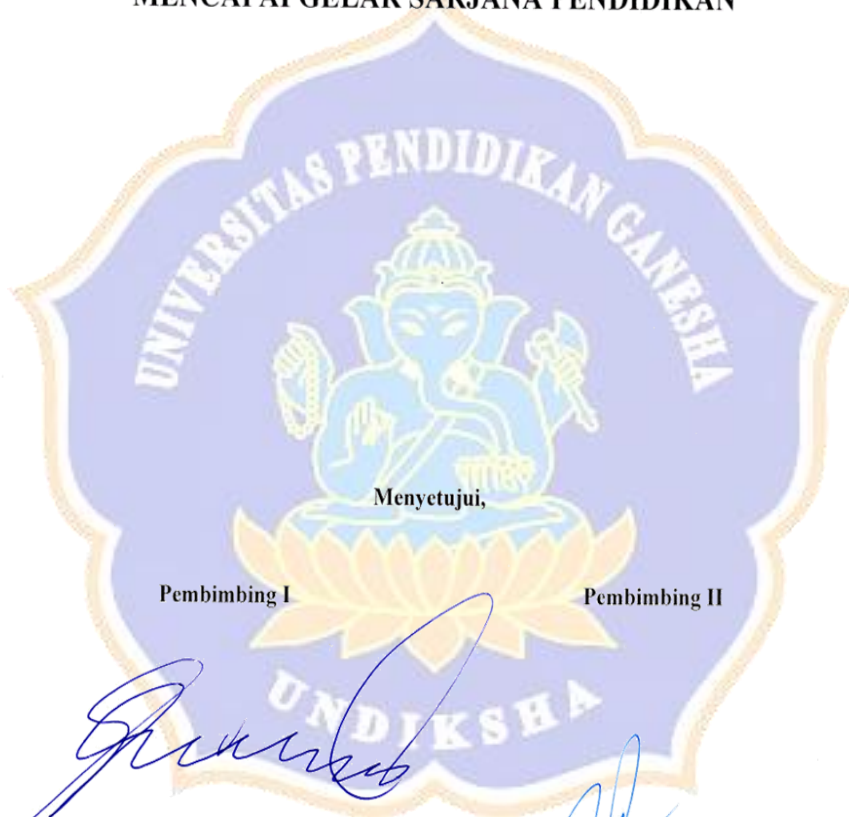 MENCAPAI GELAR SARJANA PENDIDIKAN
UNIVERSITAS PENDIDIKAN GANESHA
Menyetujui,
Pembimbing I
Pembimbing II
UNDIKSHA